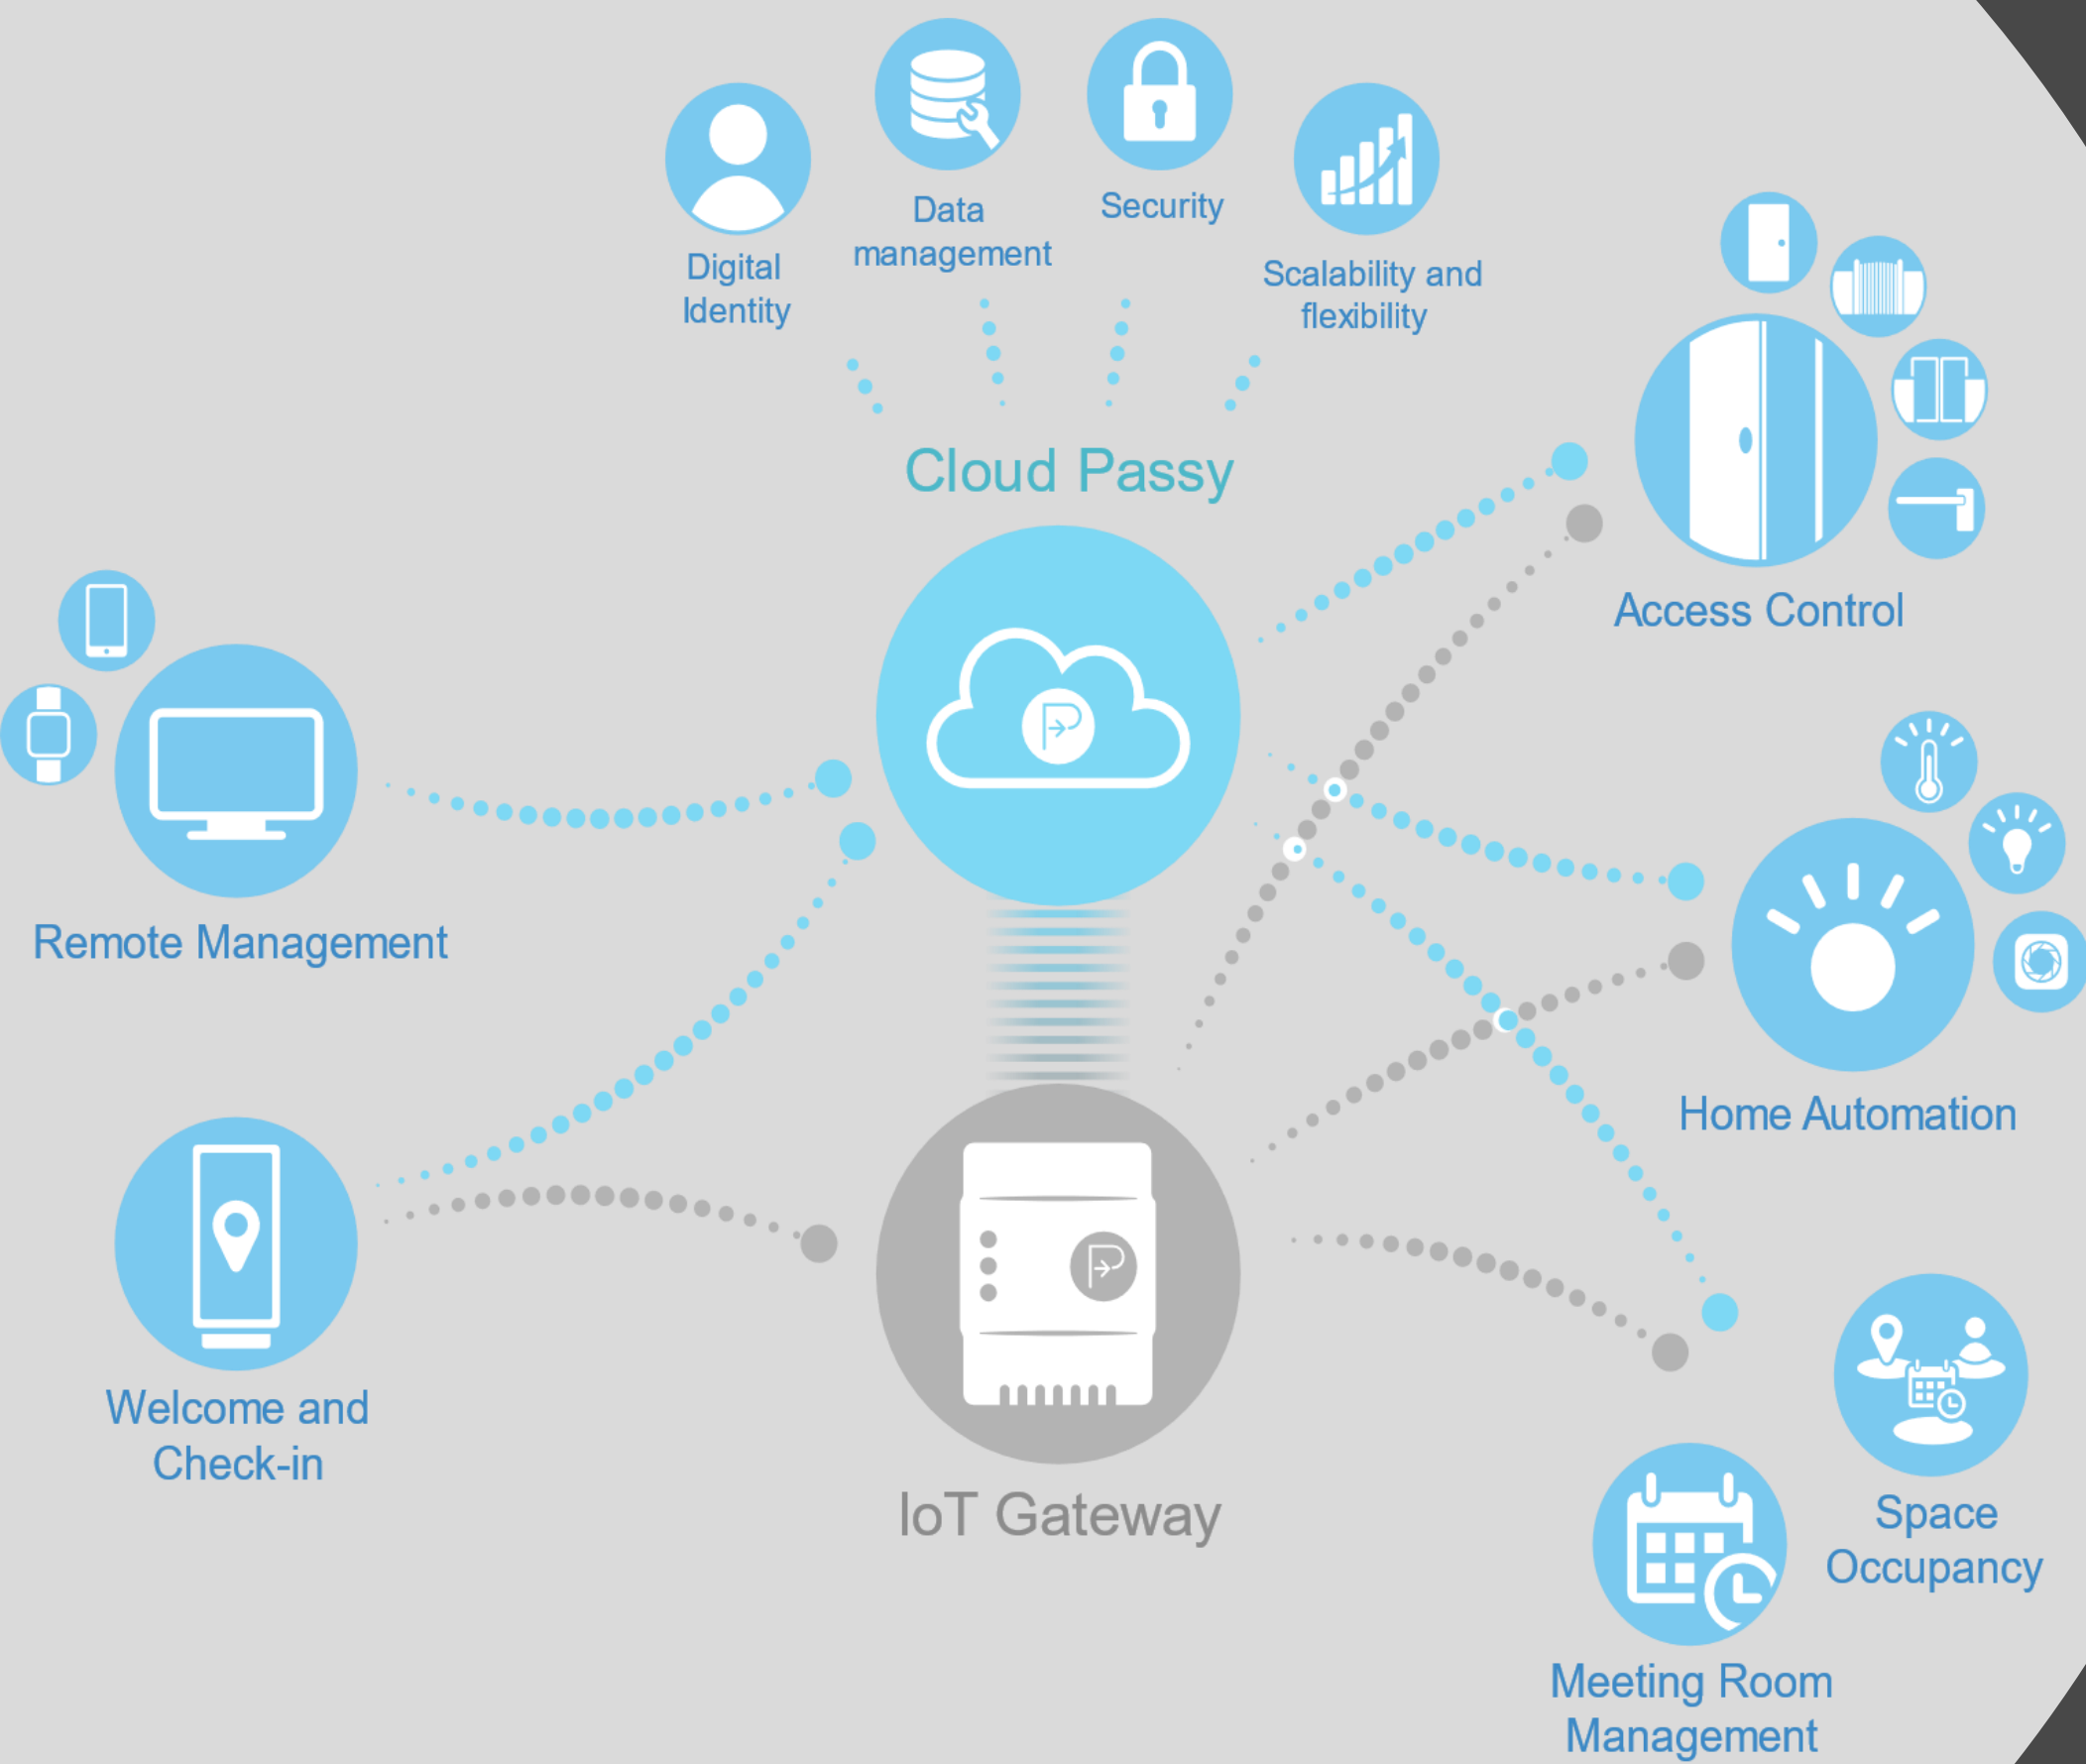 Digital
Identity
Data
management
Security
Scalability and
flexibility
Cloud Passy
Access Control
Remote Management
Home Automation
Welcome and
Check-in
IoT Gateway
Space
Occupancy
Meeting Room
Management